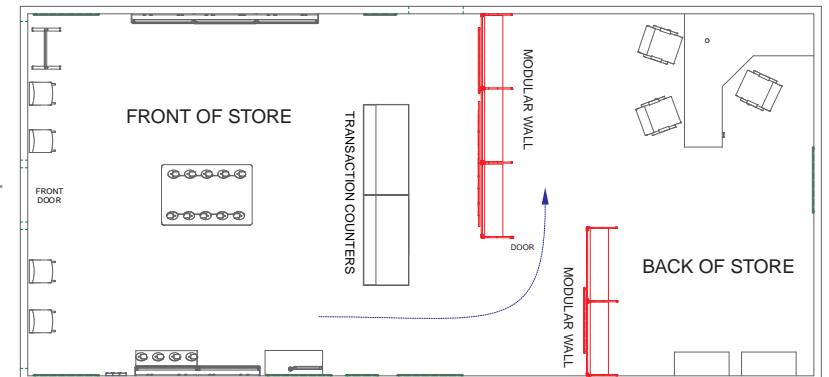 FRONT OF STORE
FRONT
DOOR
TRANSACTION COUNTERS
MODULAR WALL
DOOR
MODULAR WALL
BACK OF STORE